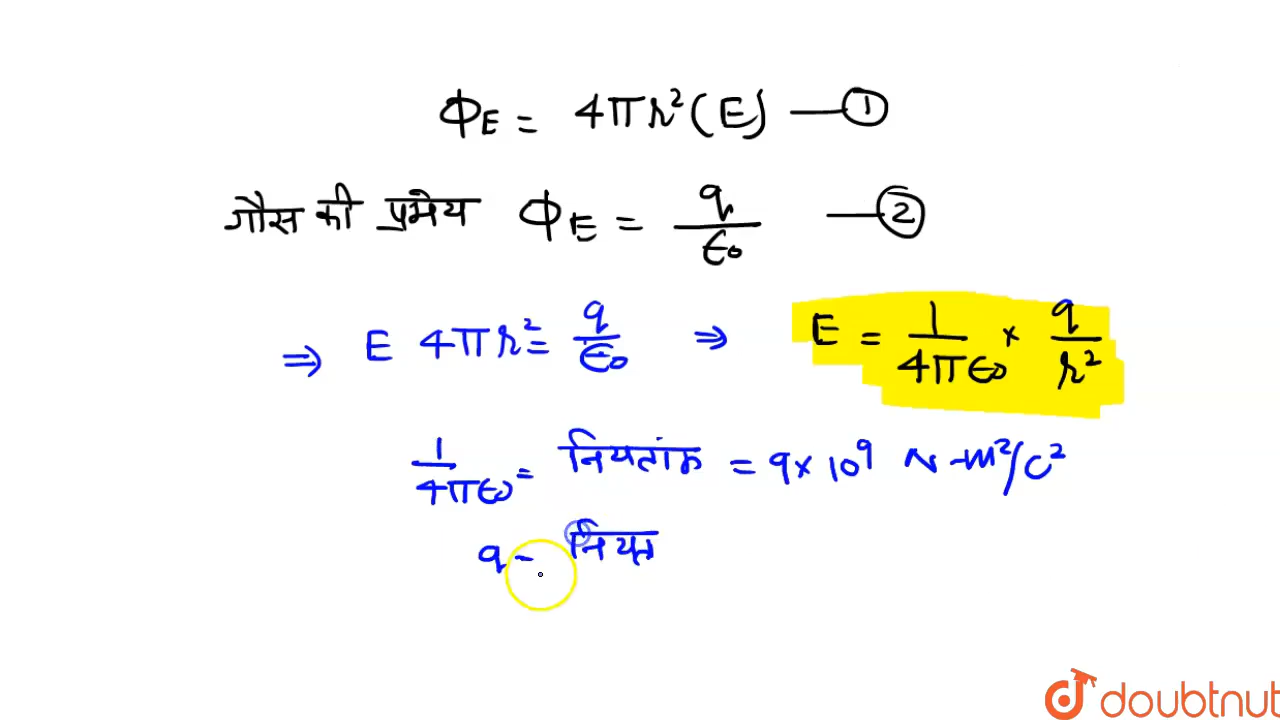 ΦE = 4πr²(E) — ①
गौस की प्रमेय ΦE = q/ε₀ — ②
⇒ E 4πr² = q/ε₀ ⇒ E = 1/4πε₀ × q/r²
1/4πε₀ = नियतांक = 9×10⁹ N-m²/C²
q – नियत
doubtnut